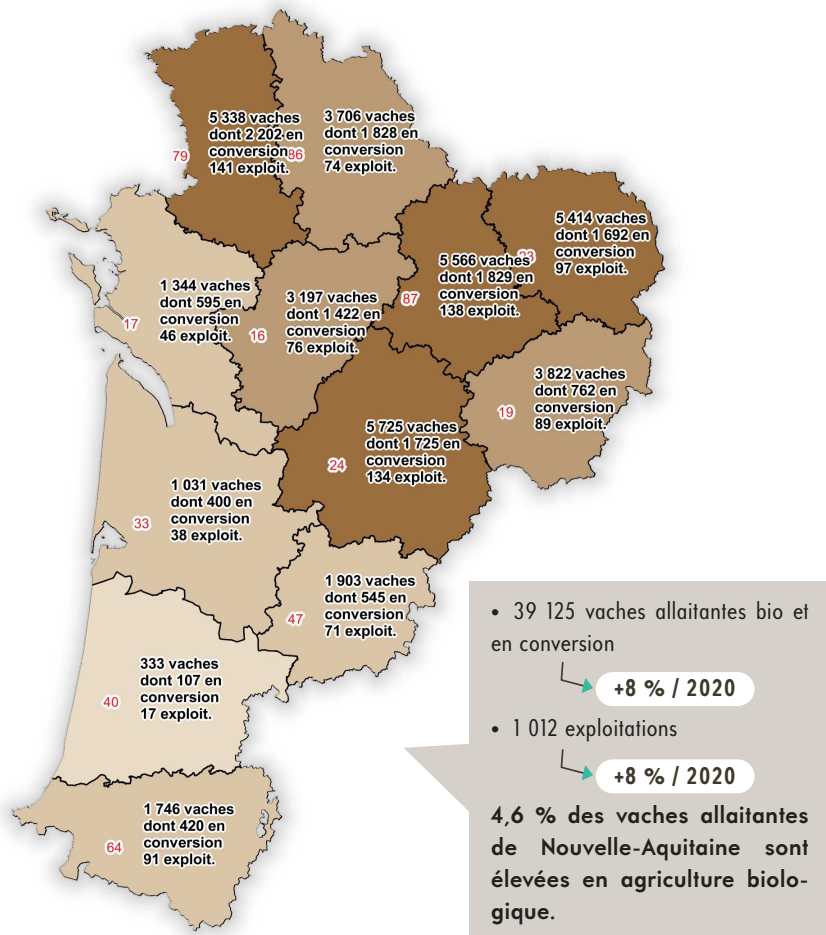 5 338 vaches
dont 2 202 en
conversion
141 exploit.
79
3 706 vaches
dont 1 828 en
conversion
74 exploit.
86
5 414 vaches
dont 1 692 en
conversion
97 exploit.
23
5 566 vaches
dont 1 829 en
conversion
138 exploit.
87
1 344 vaches
dont 595 en
conversion
46 exploit.
17
3 197 vaches
dont 1 422 en
conversion
76 exploit.
16
3 822 vaches
dont 762 en
conversion
89 exploit.
19
5 725 vaches
dont 1 725 en
conversion
134 exploit.
24
1 031 vaches
dont 400 en
conversion
38 exploit.
33
1 903 vaches
dont 545 en
conversion
71 exploit.
47
333 vaches
dont 107 en
conversion
17 exploit.
40
1 746 vaches
dont 420 en
conversion
91 exploit.
64
• 39 125 vaches allaitantes bio et
en conversion
+8 % / 2020
• 1 012 exploitations
+8 % / 2020
4,6 % des vaches allaitantes
de Nouvelle-Aquitaine sont
élevées en agriculture biolo-
gique.